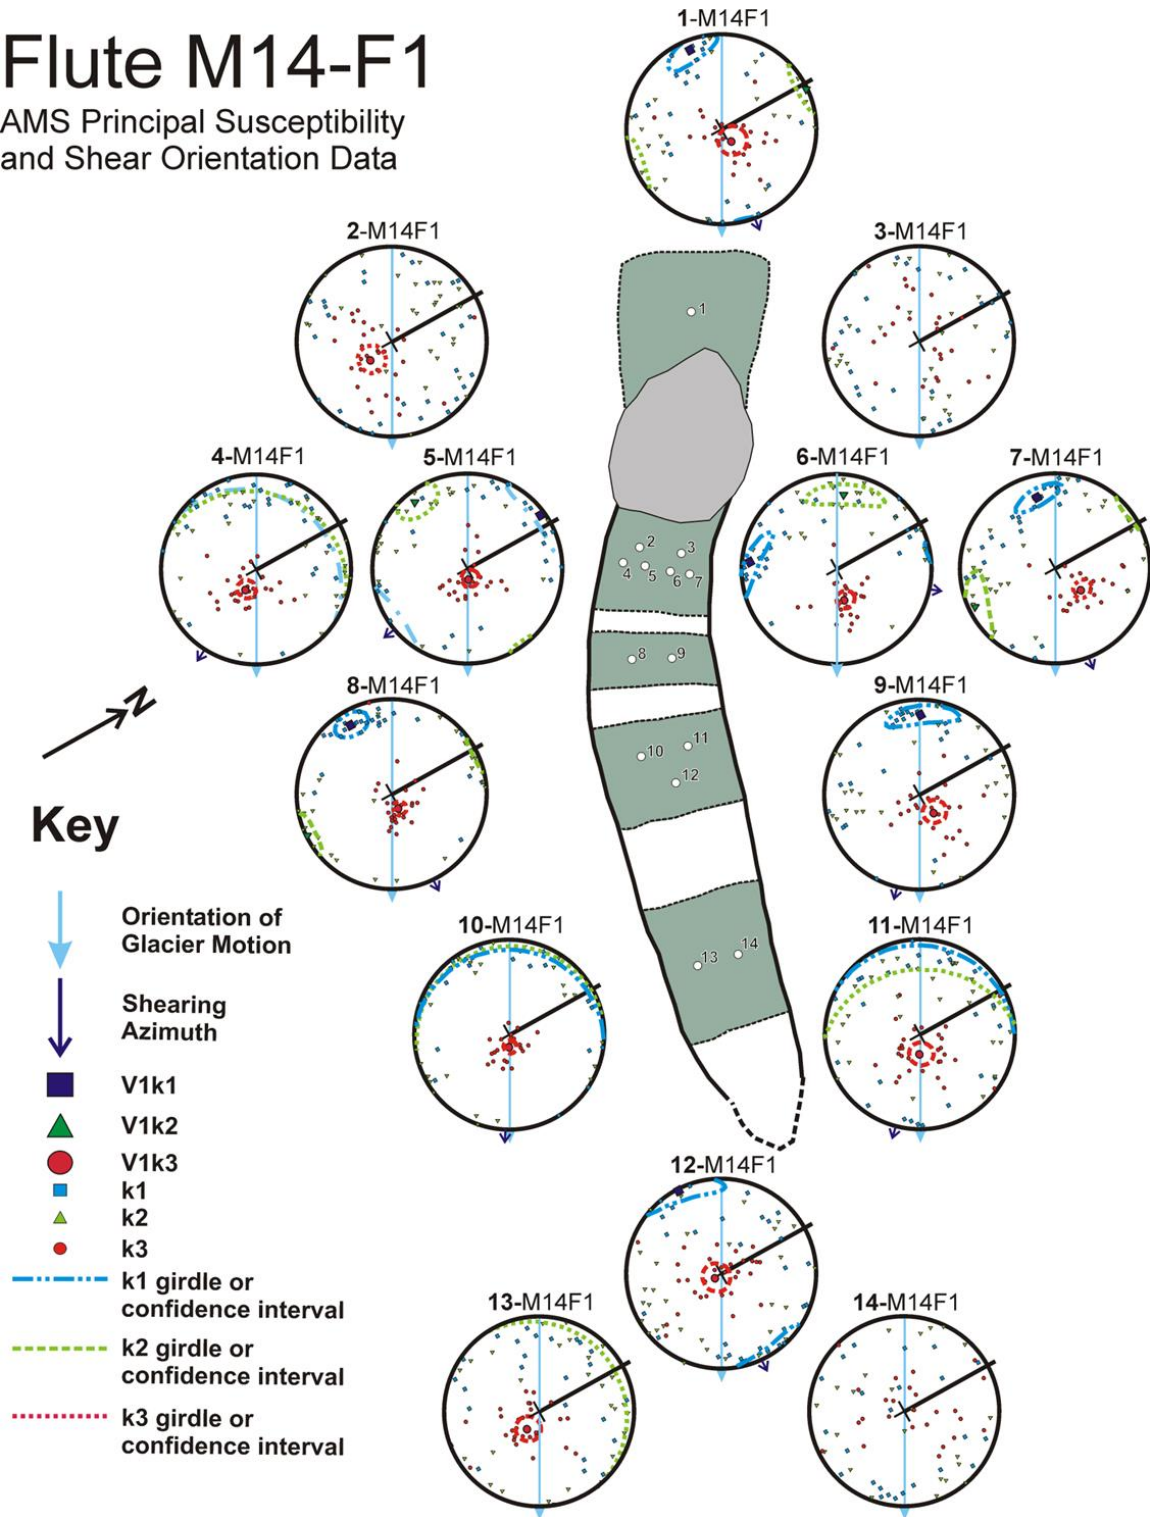 Flute M14-F1
AMS Principal Susceptibility
and Shear Orientation Data
1-M14F1
2-M14F1
3-M14F1
1
4-M14F1
5-M14F1
6-M14F1
7-M14F1
2
3
4
5
6
7
8
9
N
8-M14F1
9-M14F1
10
11
12
Key
Orientation of
Glacier Motion
Shearing
Azimuth
V1k1
V1k2
V1k3
k1
k2
k3
k1 girdle or
confidence interval
k2 girdle or
confidence interval
k3 girdle or
confidence interval
10-M14F1
11-M14F1
13
14
12-M14F1
13-M14F1
14-M14F1